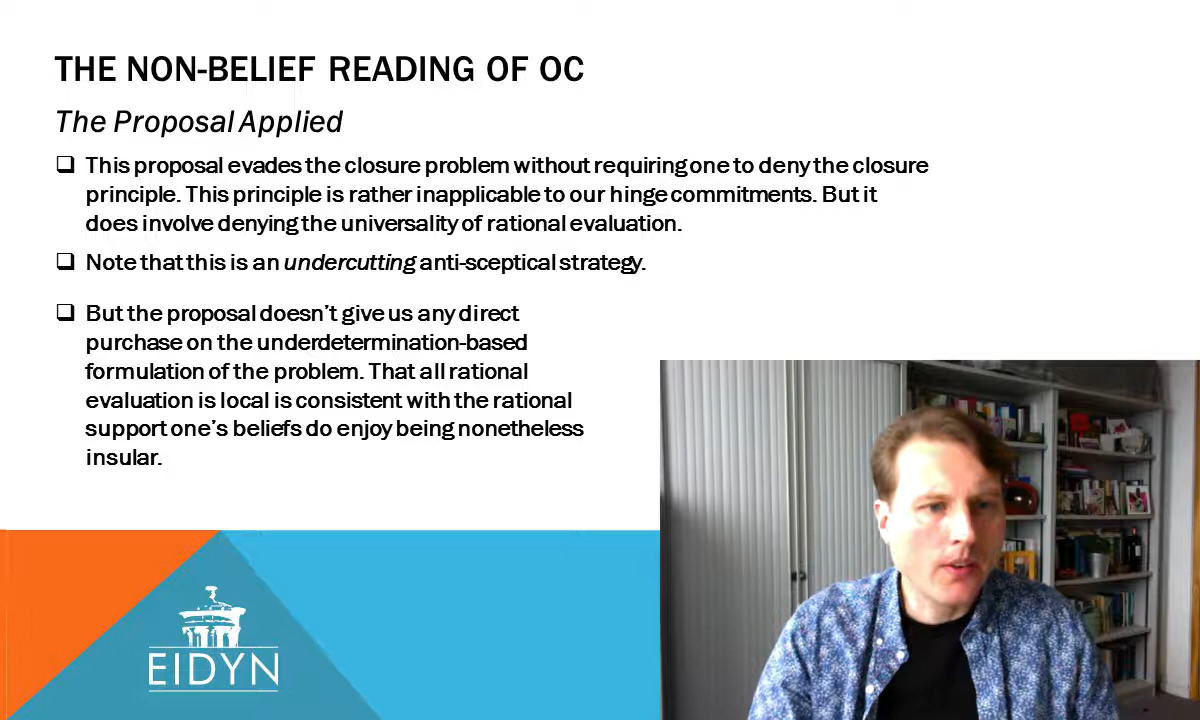 THE NON-BELIEF READING OF OC
The Proposal Applied
This proposal evades the closure problem without requiring one to deny the closure
principle. This principle is rather inapplicable to our hinge commitments. But it
does involve denying the universality of rational evaluation.
Note that this is an undercutting anti-sceptical strategy.
But the proposal doesn’t give us any direct
purchase on the underdetermination-based
formulation of the problem. That all rational
evaluation is local is consistent with the rational
support one’s beliefs do enjoy being nonetheless
insular.
EIDYN